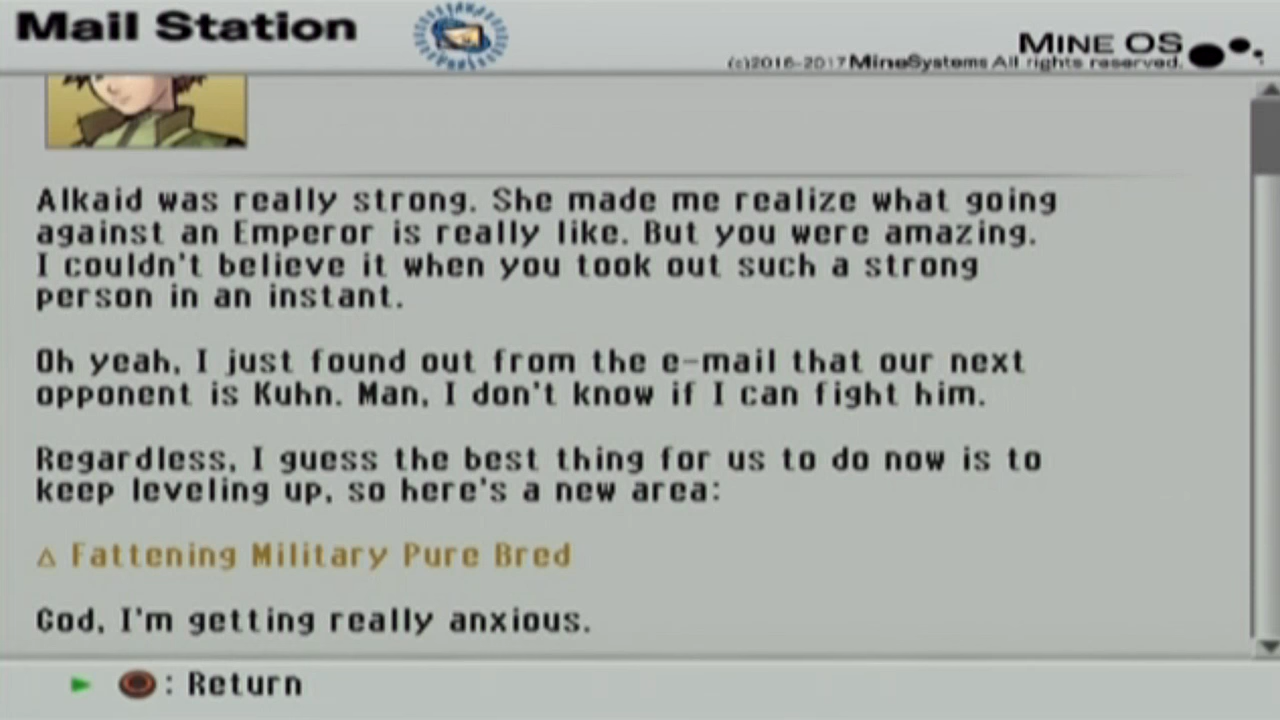 Mail Station
MINE OS
(c)2016-2017 MineSystems All rights reserved.
Alkaid was really strong. She made me realize what going
against an Emperor is really like. But you were amazing.
I couldn't believe it when you took out such a strong
person in an instant.
Oh yeah, I just found out from the e-mail that our next
opponent is Kuhn. Man, I don't know if I can fight him.
Regardless, I guess the best thing for us to do now is to
keep leveling up, so here's a new area:
Δ Fattening Military Pure Bred
God, I'm getting really anxious.
: Return